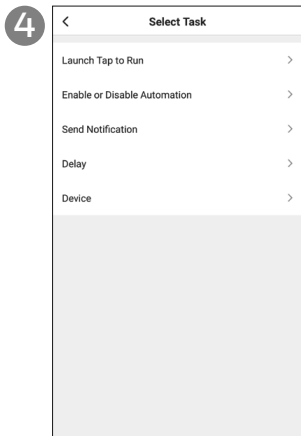 4
Select Task
Launch Tap to Run
Enable or Disable Automation
Send Notification
Delay
Device